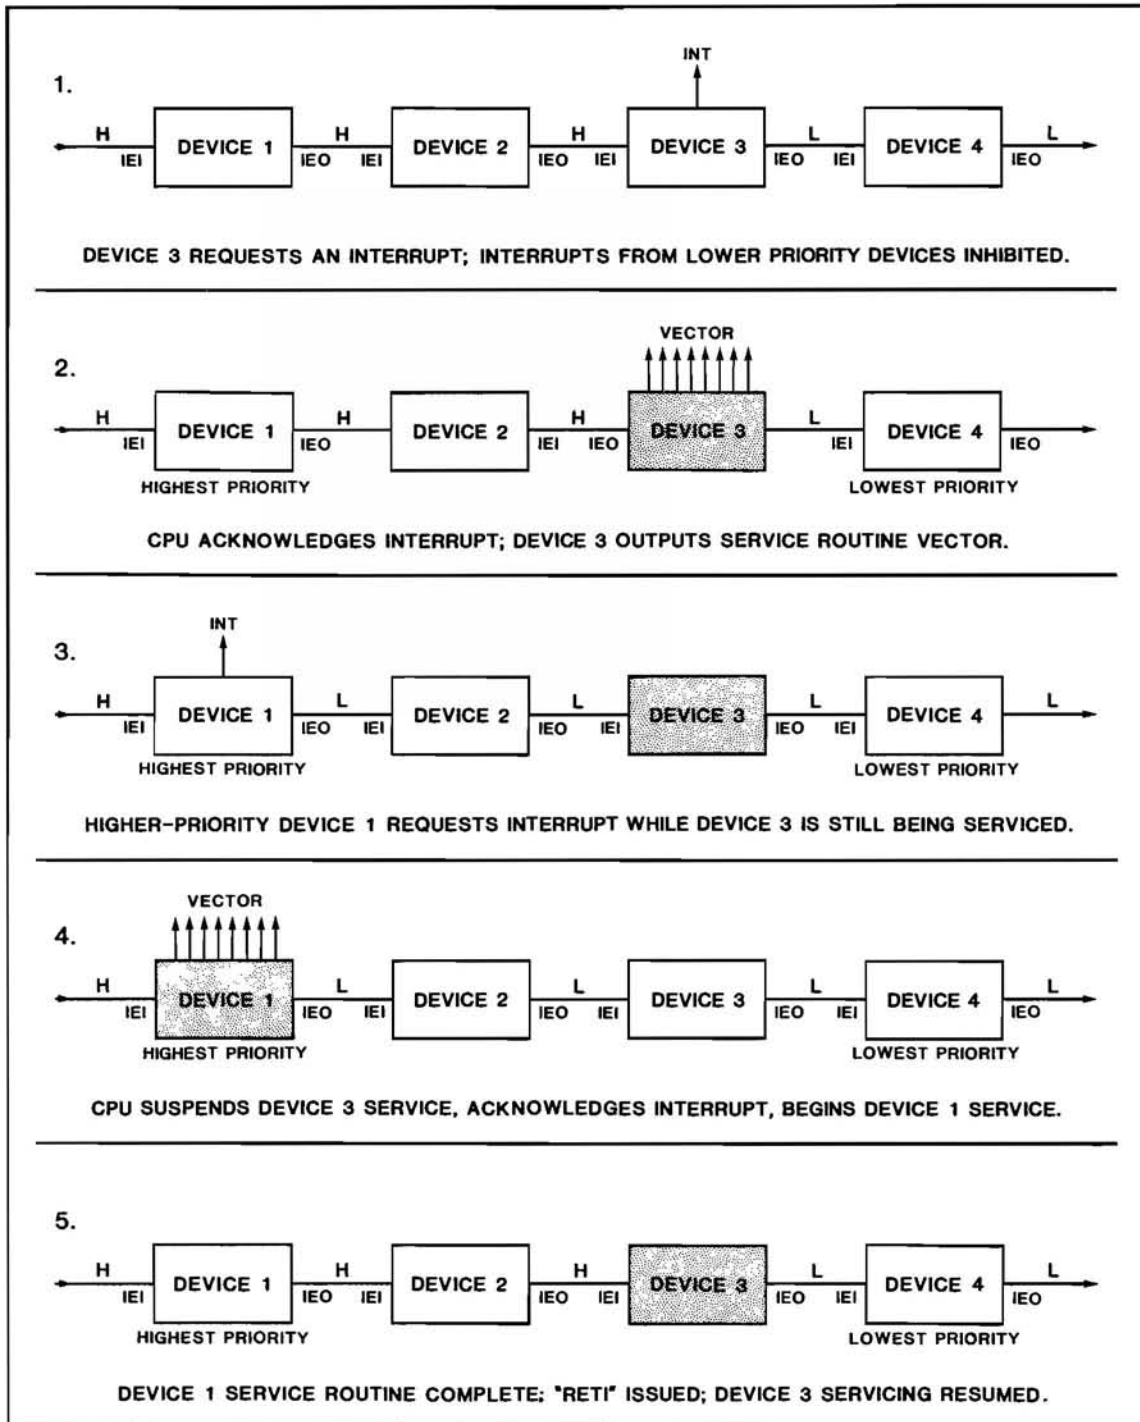 INT
1.
H H H L L
DEVICE 1 DEVICE 2 DEVICE 3 DEVICE 4
IEI IEO IEI IEO IEI IEO IEI IEO
DEVICE 3 REQUESTS AN INTERRUPT; INTERRUPTS FROM LOWER PRIORITY DEVICES INHIBITED.
VECTOR
2.
H H H L
DEVICE 1 DEVICE 2 DEVICE 3 DEVICE 4
IEI IEO IEI IEO IEI IEO
HIGHEST PRIORITY LOWEST PRIORITY
CPU ACKNOWLEDGES INTERRUPT; DEVICE 3 OUTPUTS SERVICE ROUTINE VECTOR.
INT
3.
H L L L L
DEVICE 1 DEVICE 2 DEVICE 3 DEVICE 4
IEI IEO IEI IEO IEI IEO IEI
HIGHEST PRIORITY LOWEST PRIORITY
HIGHER-PRIORITY DEVICE 1 REQUESTS INTERRUPT WHILE DEVICE 3 IS STILL BEING SERVICED.
VECTOR
4.
H L L L L
DEVICE 1 DEVICE 2 DEVICE 3 DEVICE 4
IEI IEO IEI IEO IEI IEO IEI IEO
HIGHEST PRIORITY LOWEST PRIORITY
CPU SUSPENDS DEVICE 3 SERVICE, ACKNOWLEDGES INTERRUPT, BEGINS DEVICE 1 SERVICE.
5.
H H H L L
DEVICE 1 DEVICE 2 DEVICE 3 DEVICE 4
IEI IEO IEI IEO IEI IEO IEI IEO
HIGHEST PRIORITY LOWEST PRIORITY
DEVICE 1 SERVICE ROUTINE COMPLETE; "RETI" ISSUED; DEVICE 3 SERVICING RESUMED.